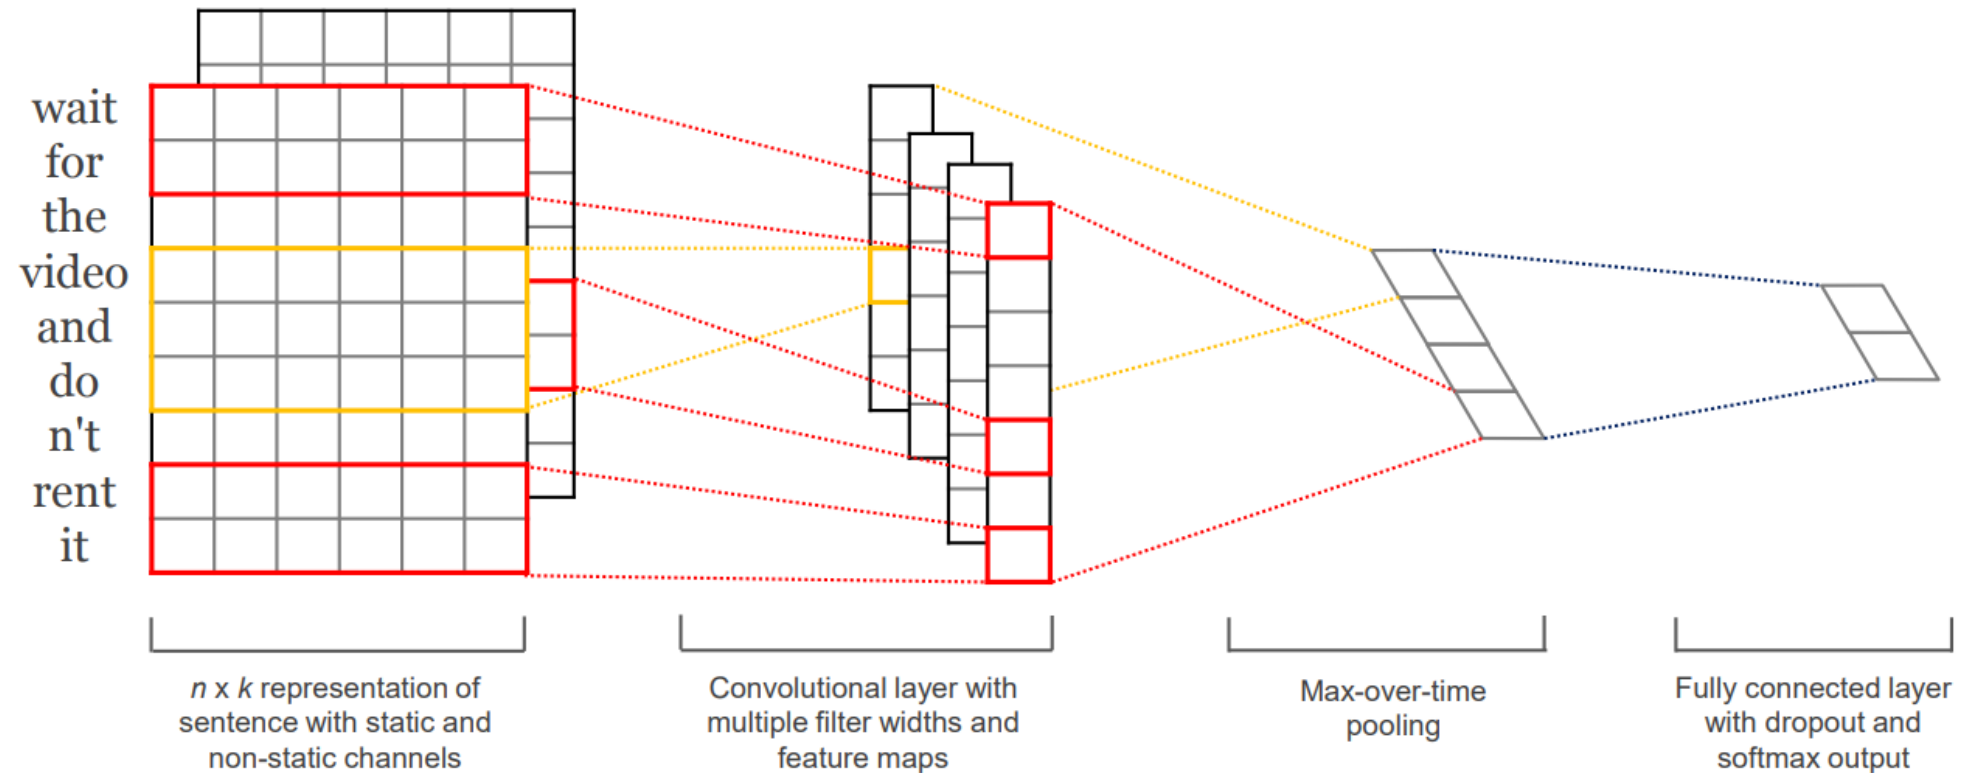 wait
for
the
video
and
do
n't
rent
it
n x k representation of
sentence with static and
non-static channels
Convolutional layer with
multiple filter widths and
feature maps
Max-over-time
pooling
Fully connected layer
with dropout and
softmax output